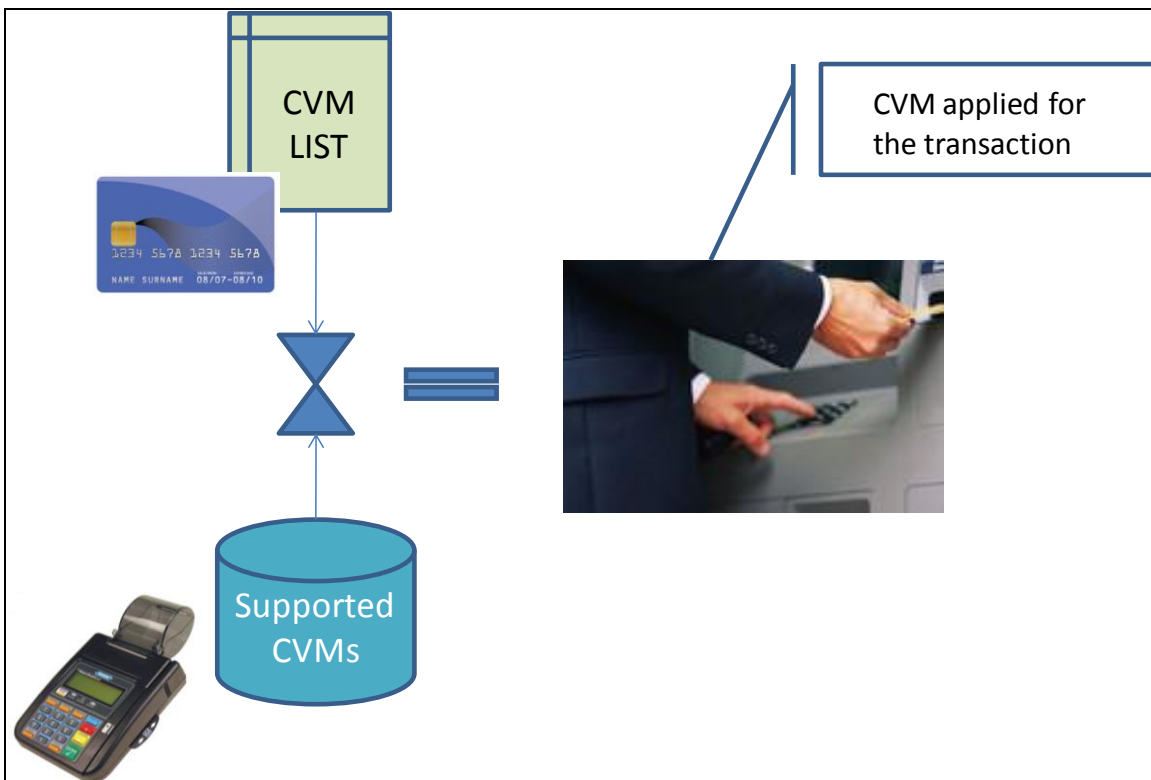 CVM
LIST
CVM applied for
the transaction
1234 5678 1234 5678
NAME SURNAME 08/07-08/10
Supported
CVMs